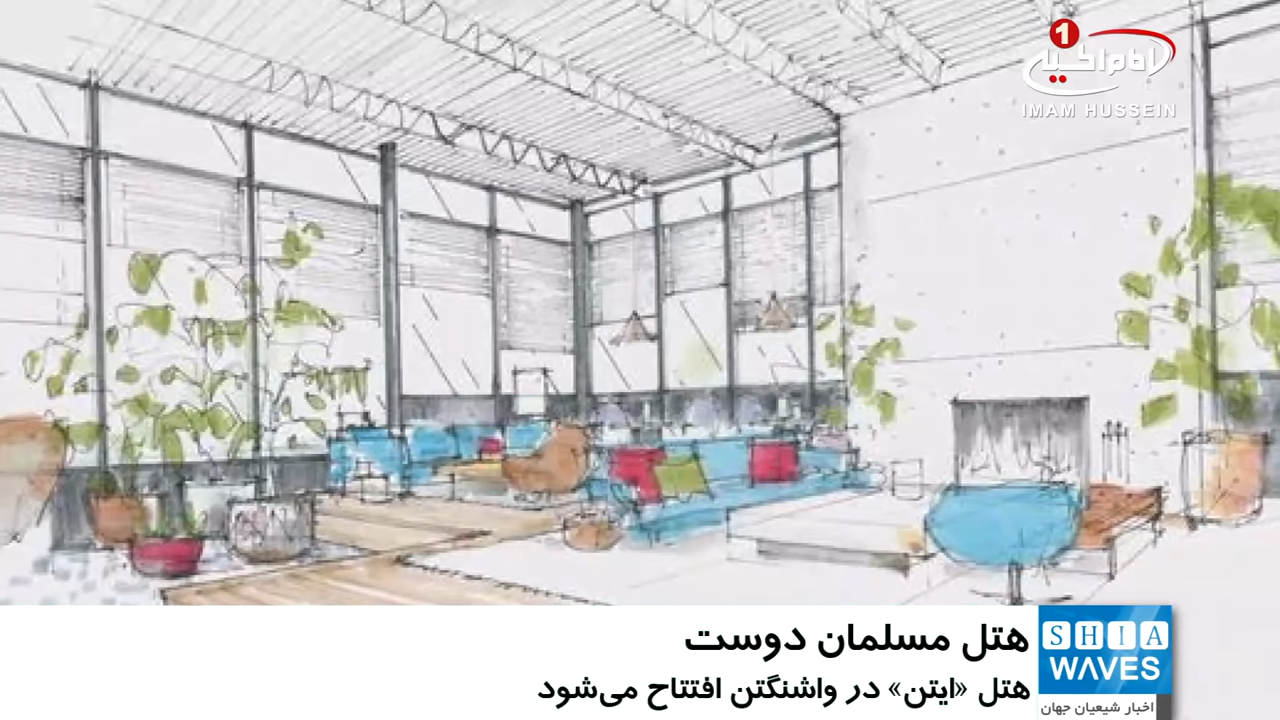 1
امام حسین
IMAM HUSSEIN
هتل مسلمان دوست
هتل «ایتن» در واشنگتن افتتاح می‌شود
SHIA
WAVES
اخبار شیعیان جهان